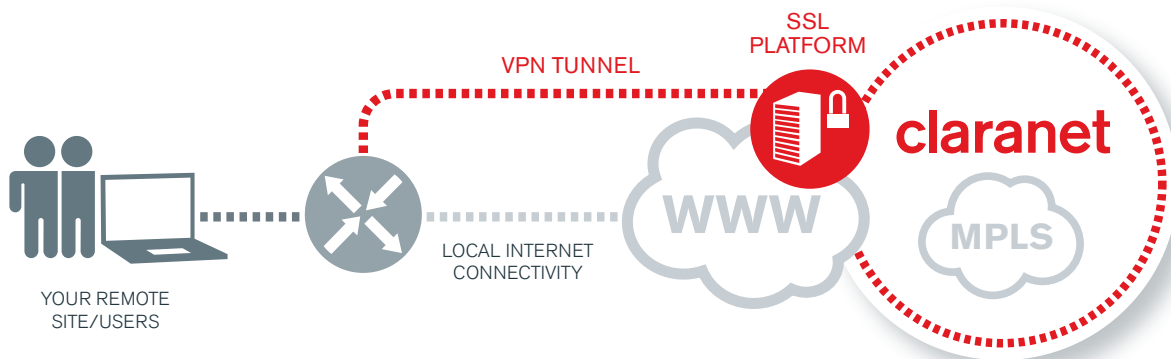 SSL
PLATFORM
VPN TUNNEL
claranet
WWW
MPLS
LOCAL INTERNET
CONNECTIVITY
YOUR REMOTE
SITE/USERS